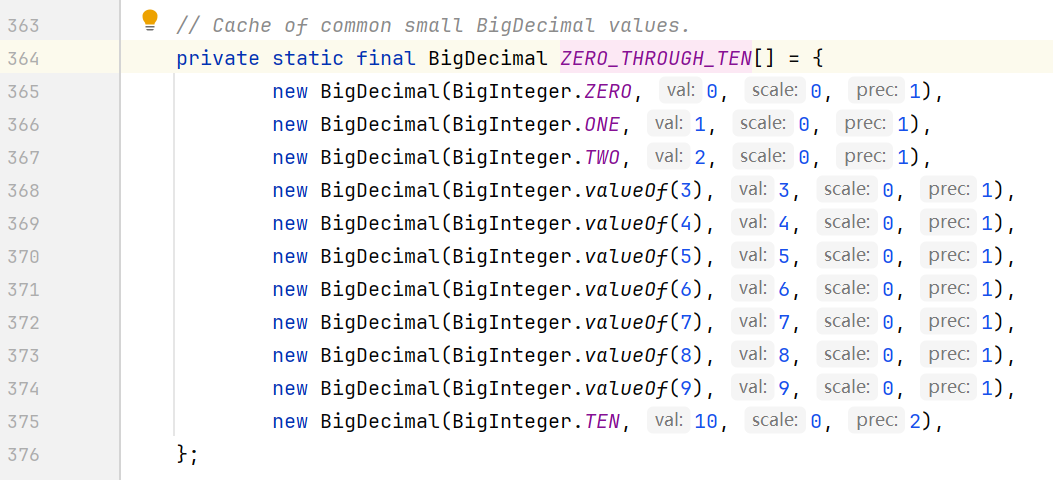 363 // Cache of common small BigDecimal values.
364 private static final BigDecimal ZERO_THROUGH_TEN[] = {
365 new BigDecimal(BigInteger.ZERO, val: 0, scale: 0, prec: 1),
366 new BigDecimal(BigInteger.ONE, val: 1, scale: 0, prec: 1),
367 new BigDecimal(BigInteger.TWO, val: 2, scale: 0, prec: 1),
368 new BigDecimal(BigInteger.valueOf(3), val: 3, scale: 0, prec: 1),
369 new BigDecimal(BigInteger.valueOf(4), val: 4, scale: 0, prec: 1),
370 new BigDecimal(BigInteger.valueOf(5), val: 5, scale: 0, prec: 1),
371 new BigDecimal(BigInteger.valueOf(6), val: 6, scale: 0, prec: 1),
372 new BigDecimal(BigInteger.valueOf(7), val: 7, scale: 0, prec: 1),
373 new BigDecimal(BigInteger.valueOf(8), val: 8, scale: 0, prec: 1),
374 new BigDecimal(BigInteger.valueOf(9), val: 9, scale: 0, prec: 1),
375 new BigDecimal(BigInteger.TEN, val: 10, scale: 0, prec: 2),
376 };